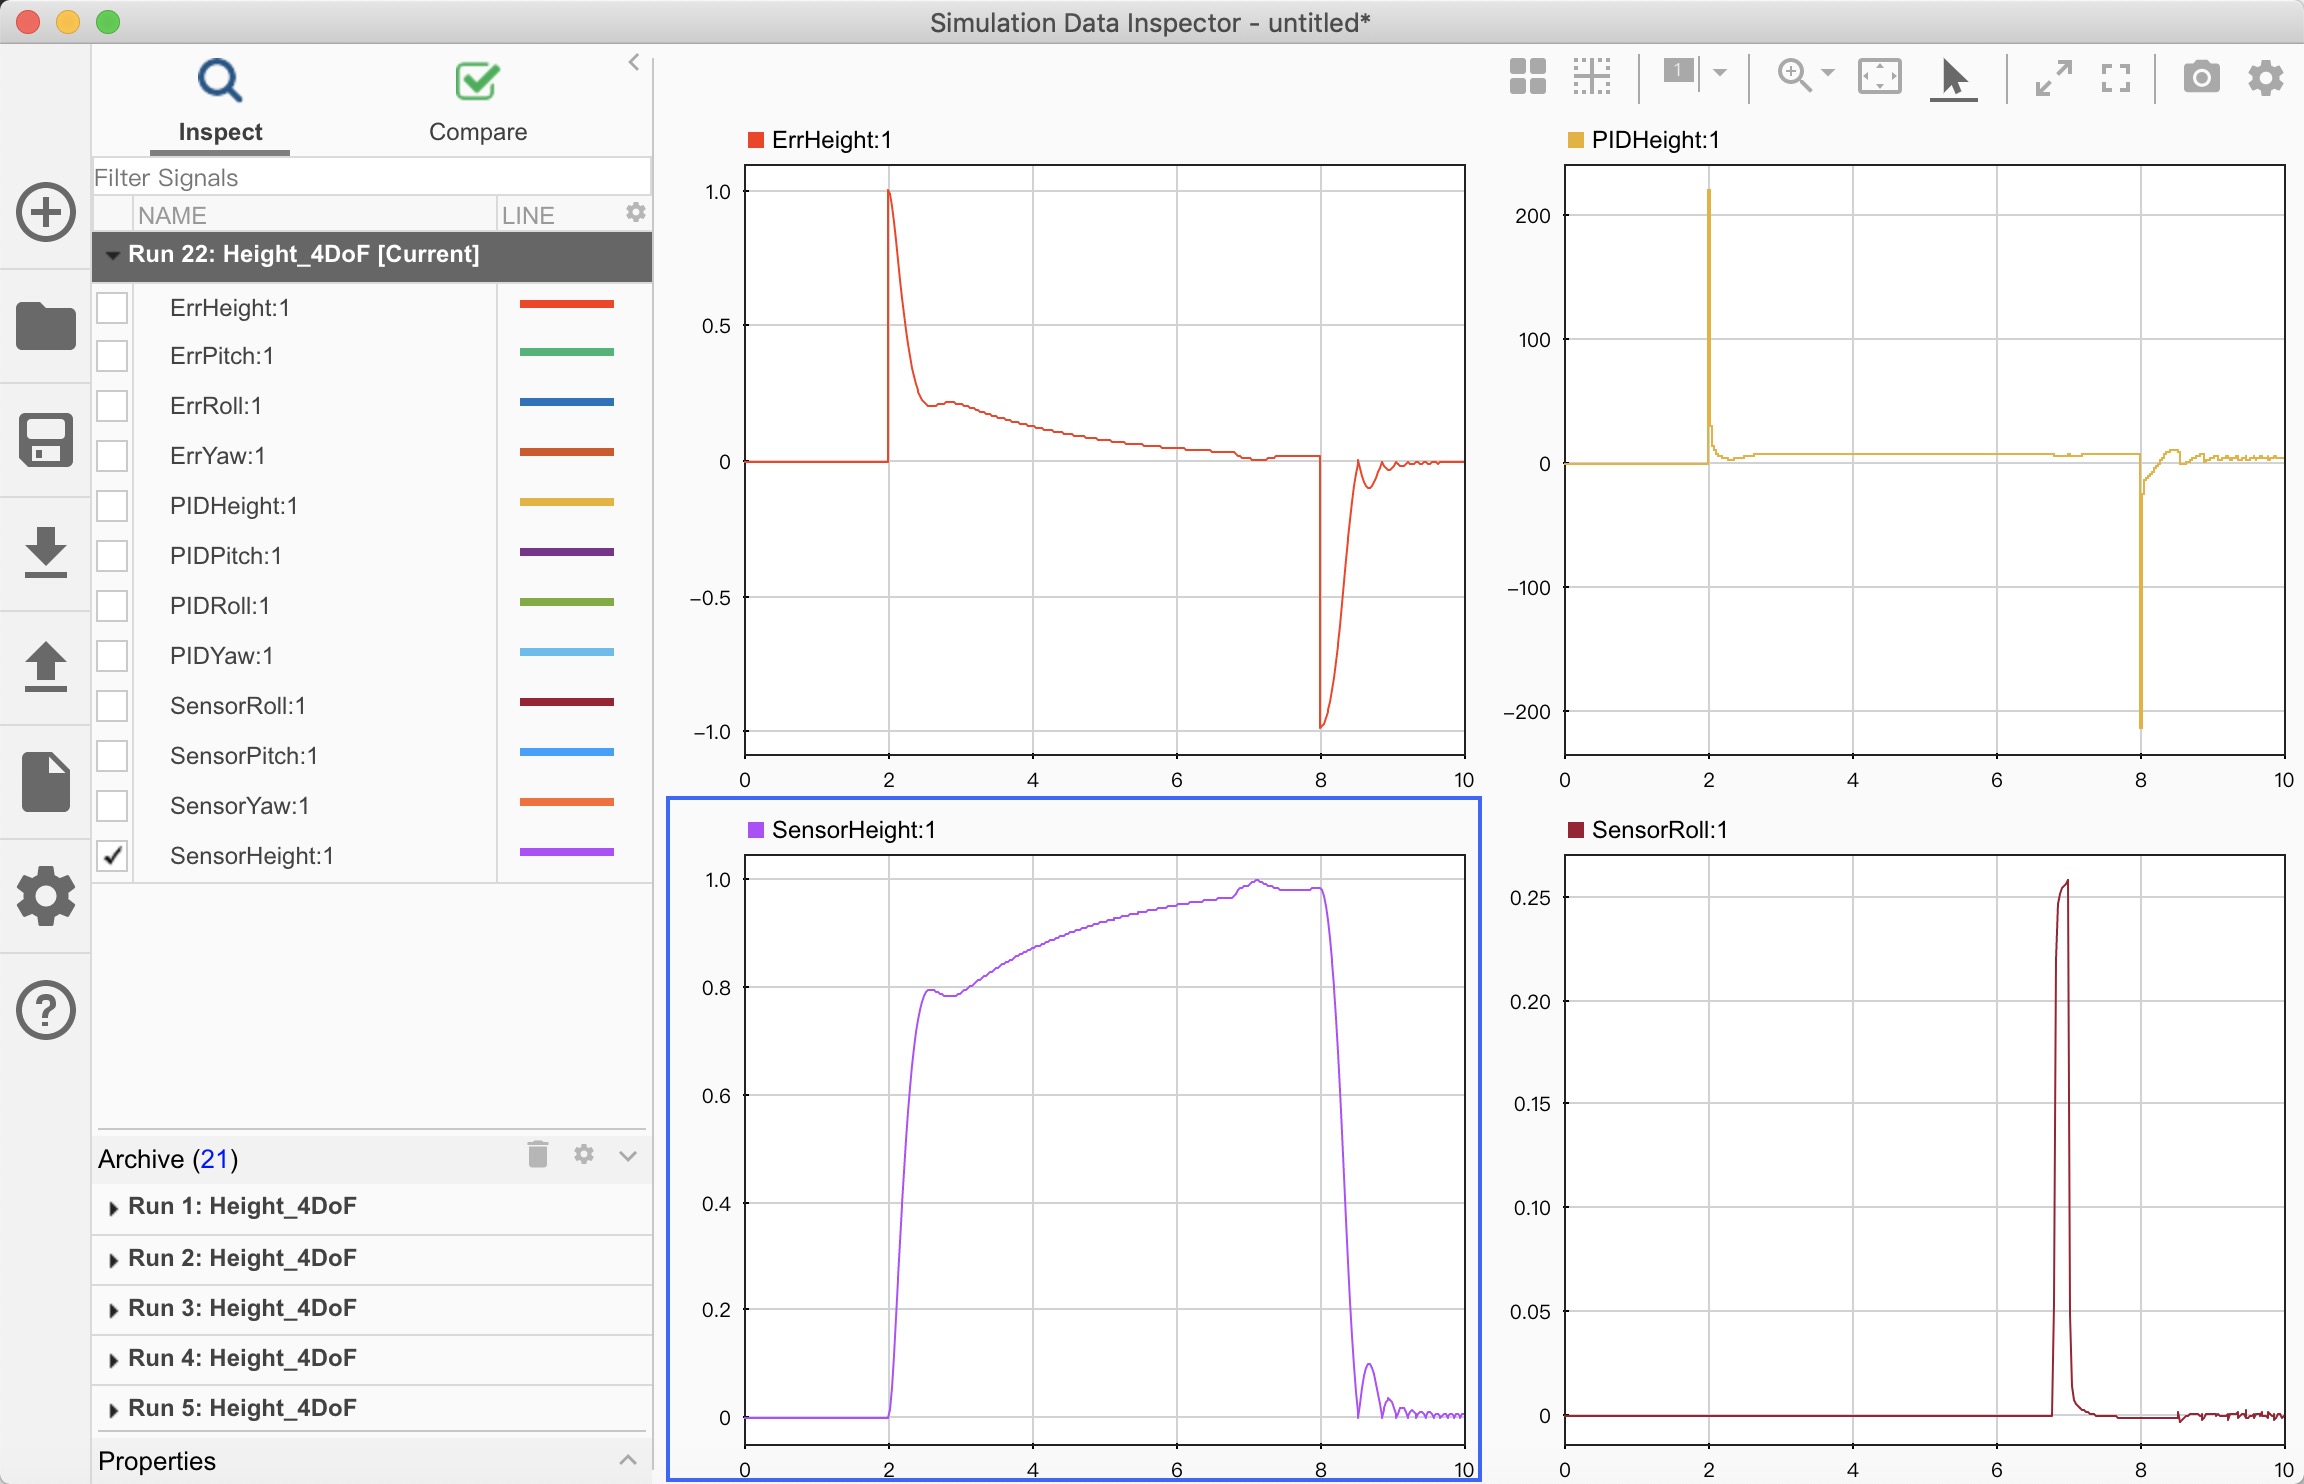 Simulation Data Inspector - untitled*
Inspect
Compare
Filter Signals
NAME LINE
Run 22: Height_4DoF [Current]
ErrHeight:1
ErrPitch:1
ErrRoll:1
ErrYaw:1
PIDHeight:1
PIDPitch:1
PIDRoll:1
PIDYaw:1
SensorRoll:1
SensorPitch:1
SensorYaw:1
SensorHeight:1
Archive (21)
Run 1: Height_4DoF
Run 2: Height_4DoF
Run 3: Height_4DoF
Run 4: Height_4DoF
Run 5: Height_4DoF
Properties
1
ErrHeight:1
1.0
0.5
0
−0.5
−1.0
0 2 4 6 8 10
PIDHeight:1
200
100
0
−100
−200
0 2 4 6 8 10
SensorHeight:1
1.0
0.8
0.6
0.4
0.2
0
0 2 4 6 8 10
SensorRoll:1
0.25
0.20
0.15
0.10
0.05
0
0 2 4 6 8 10